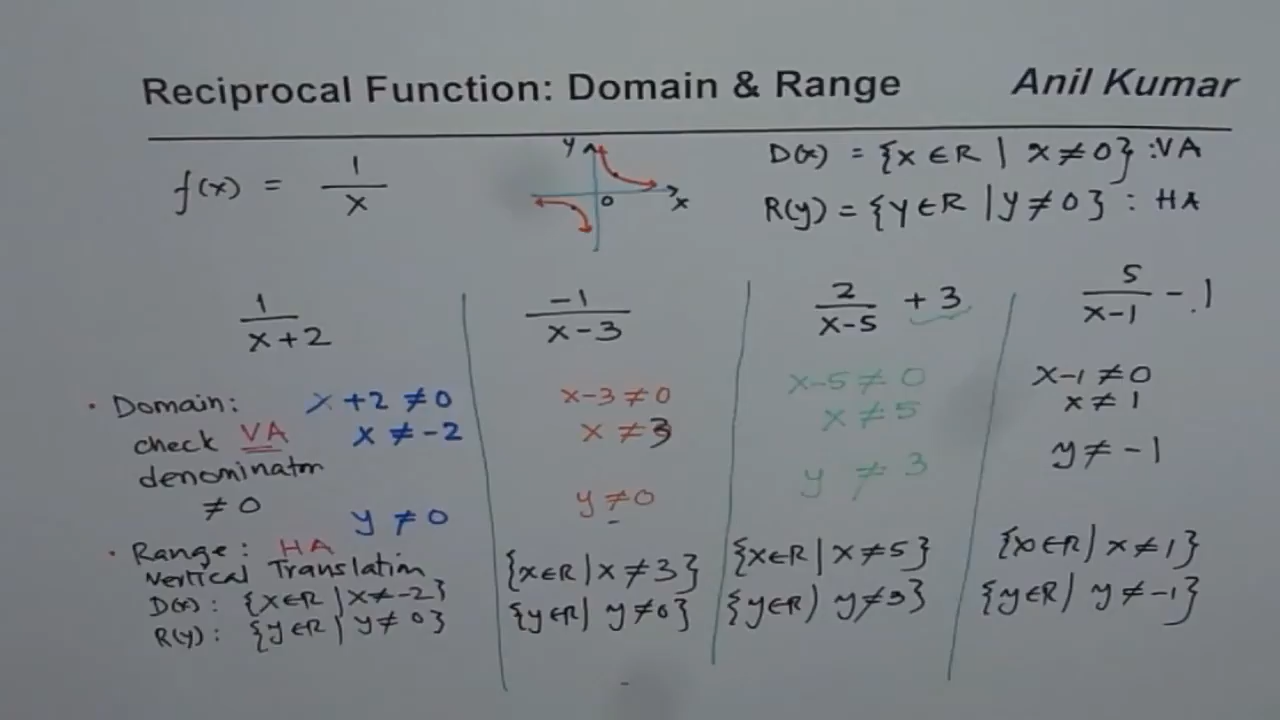 Reciprocal Function: Domain & Range Anil Kumar
f(x) = 1/x
y
0
x
D(x) = {x ∈ R | x ≠ 0} : VA
R(y) = {y ∈ R | y ≠ 0} : HA
1/(x+2)
• Domain: x+2 ≠ 0
check VA x ≠ -2
denominator
≠ 0
y ≠ 0
• Range: HA
Vertical Translation
D(x): {x ∈ R | x ≠ -2}
R(y): {y ∈ R | y ≠ 0}
-1/(x-3)
x-3 ≠ 0
x ≠ 3
y ≠ 0
{x ∈ R | x ≠ 3}
{y ∈ R | y ≠ 0}
2/(x-5) + 3
x-5 ≠ 0
x ≠ 5
y ≠ 3
{x ∈ R | x ≠ 5}
{y ∈ R) y ≠ 3}
5/(x-1) - 1
x-1 ≠ 0
x ≠ 1
y ≠ -1
{x ∈ R | x ≠ 1}
{y ∈ R | y ≠ -1}